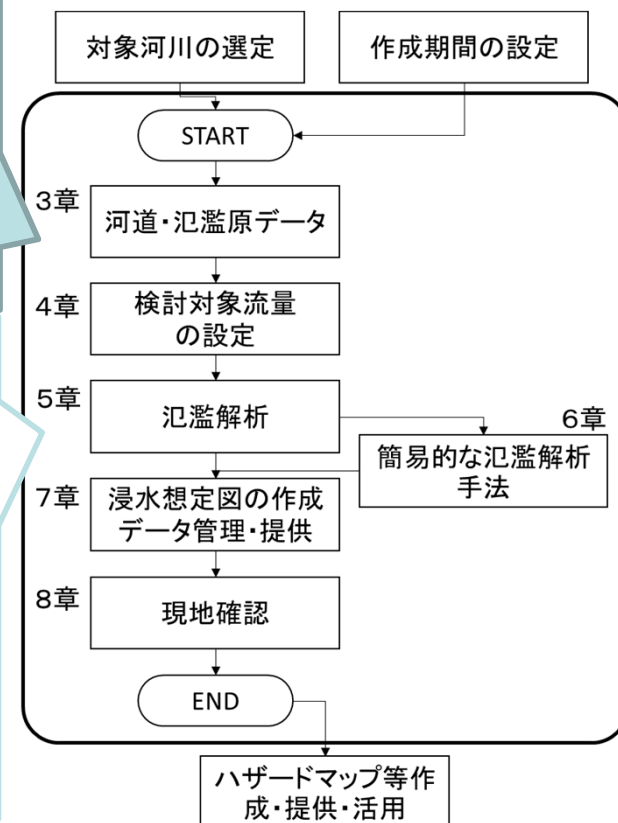 対象河川の選定
作成期間の設定
START
3章
河道・氾濫原データ
4章
検討対象流量
の設定
5章
氾濫解析
6章
簡易的な氾濫解析
手法
7章
浸水想定図の作成
データ管理・提供
8章
現地確認
END
ハザードマップ等作
成・提供・活用